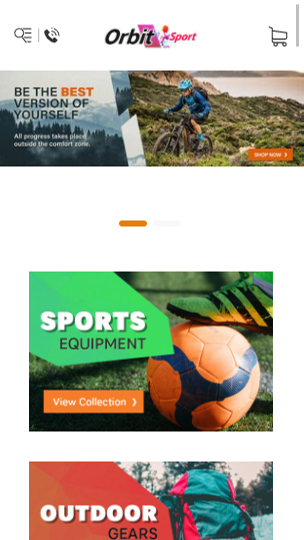 Orbit Sport
BE THE BEST
VERSION OF
YOURSELF
All progress takes place
outside the comfort zone.
SHOP NOW
SPORTS
EQUIPMENT
View Collection
OUTDOOR
GEARS